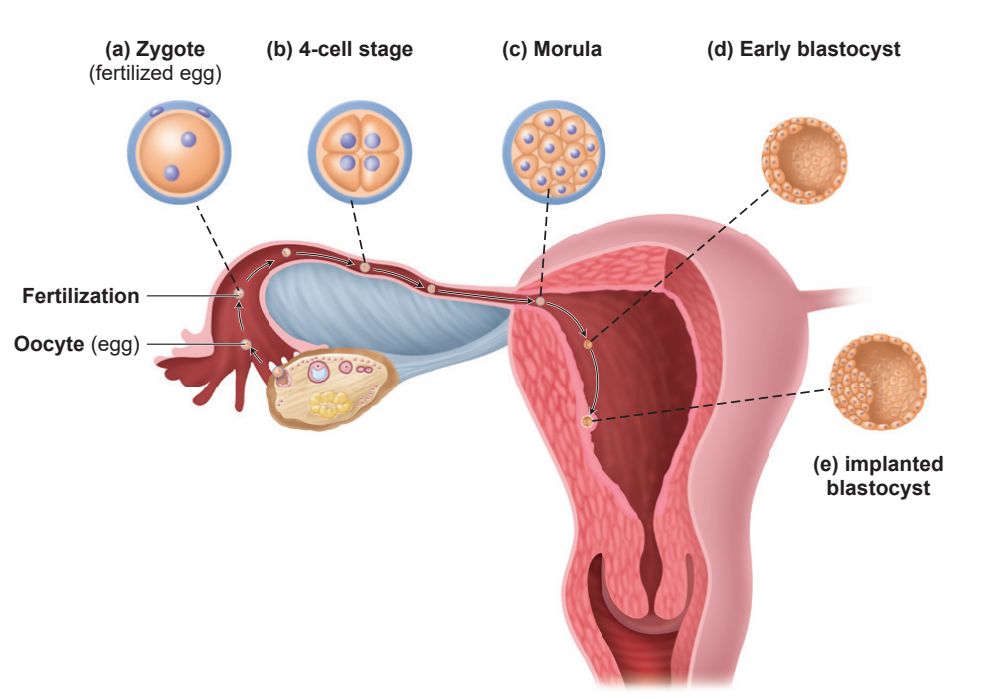 (a) Zygote
(fertilized egg)
(b) 4-cell stage
(c) Morula
(d) Early blastocyst
Fertilization
Oocyte (egg)
(e) implanted
blastocyst